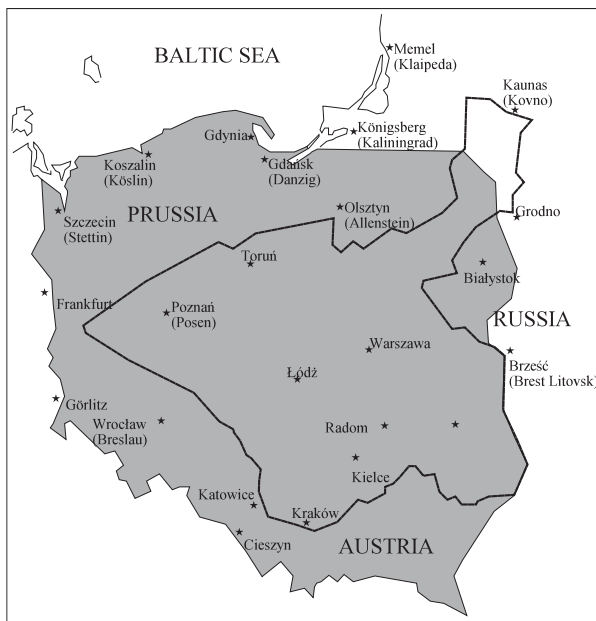 BALTIC SEA
Memel
(Klaipeda)
Kaunas
(Kovno)
Gdynia
Königsberg
(Kaliningrad)
Koszalin
(Köslin)
Gdańsk
(Danzig)
Szczecin
(Stettin)
PRUSSIA
Olsztyn
(Allenstein)
Grodno
Toruń
Białystok
Frankfurt
Poznań
(Posen)
RUSSIA
Warszawa
Brześć
(Brest Litovsk)
Łódż
Görlitz
Wrocław
(Breslau)
Radom
Kielce
Katowice
Kraków
Cieszyn
AUSTRIA